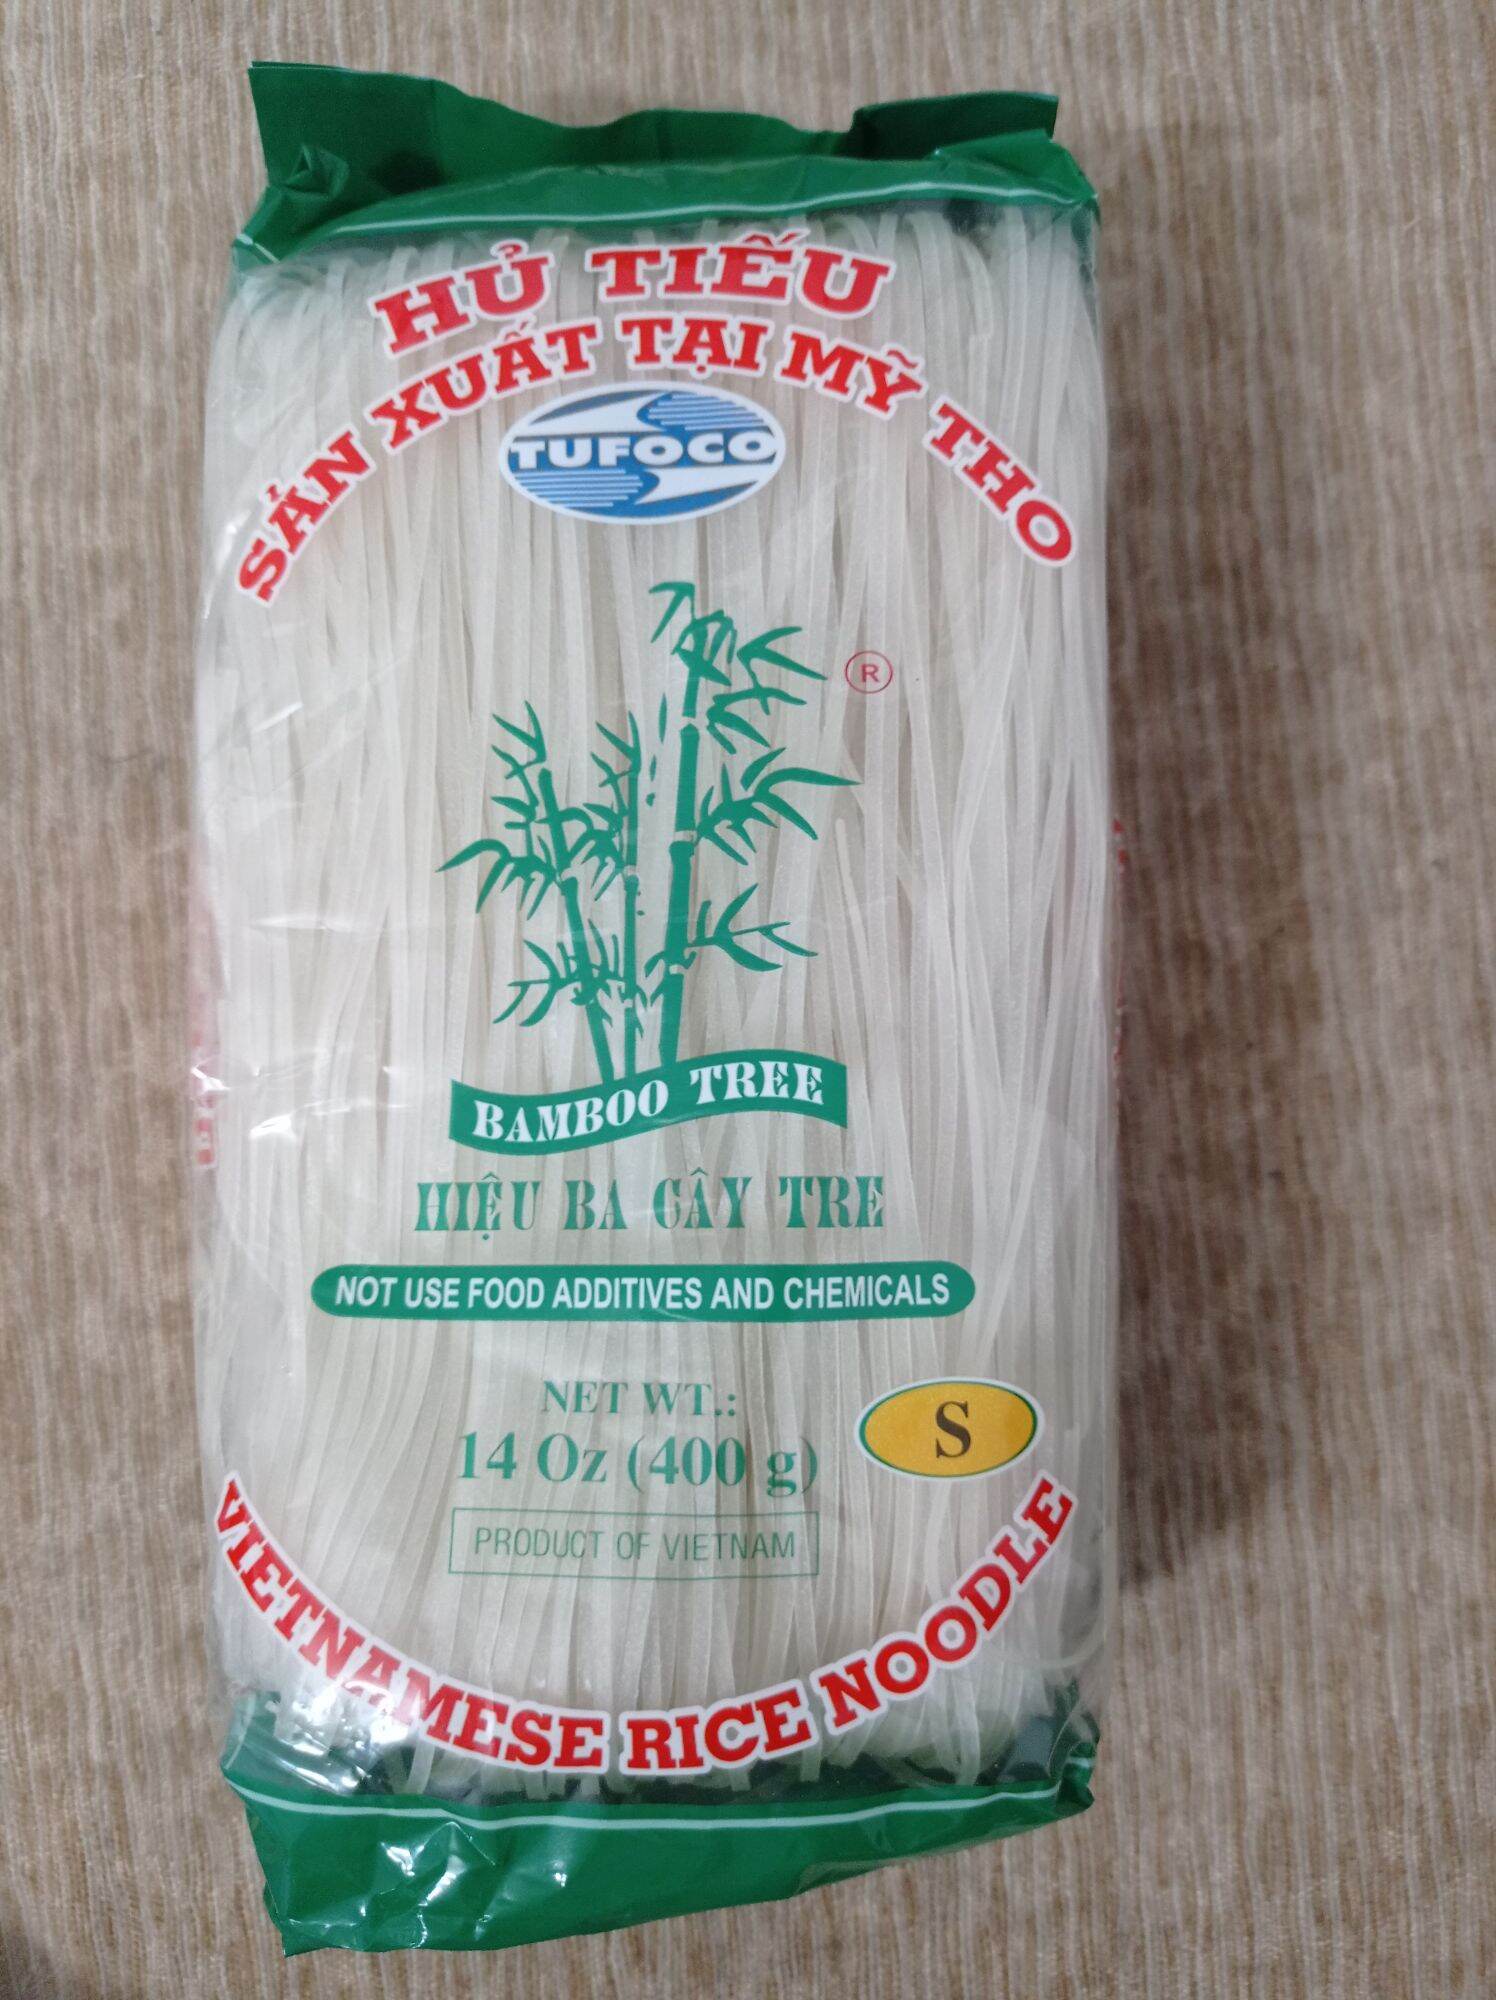 HỦ TIẾU
SẢN XUẤT TẠI MỸ THO
TUFOCO
R
BAMBOO TREE
HIỆU BA CÂY TRE
NOT USE FOOD ADDITIVES AND CHEMICALS
NET WT.:
14 Oz (400 g)
S
PRODUCT OF VIETNAM
VIETNAMESE RICE NOODLE